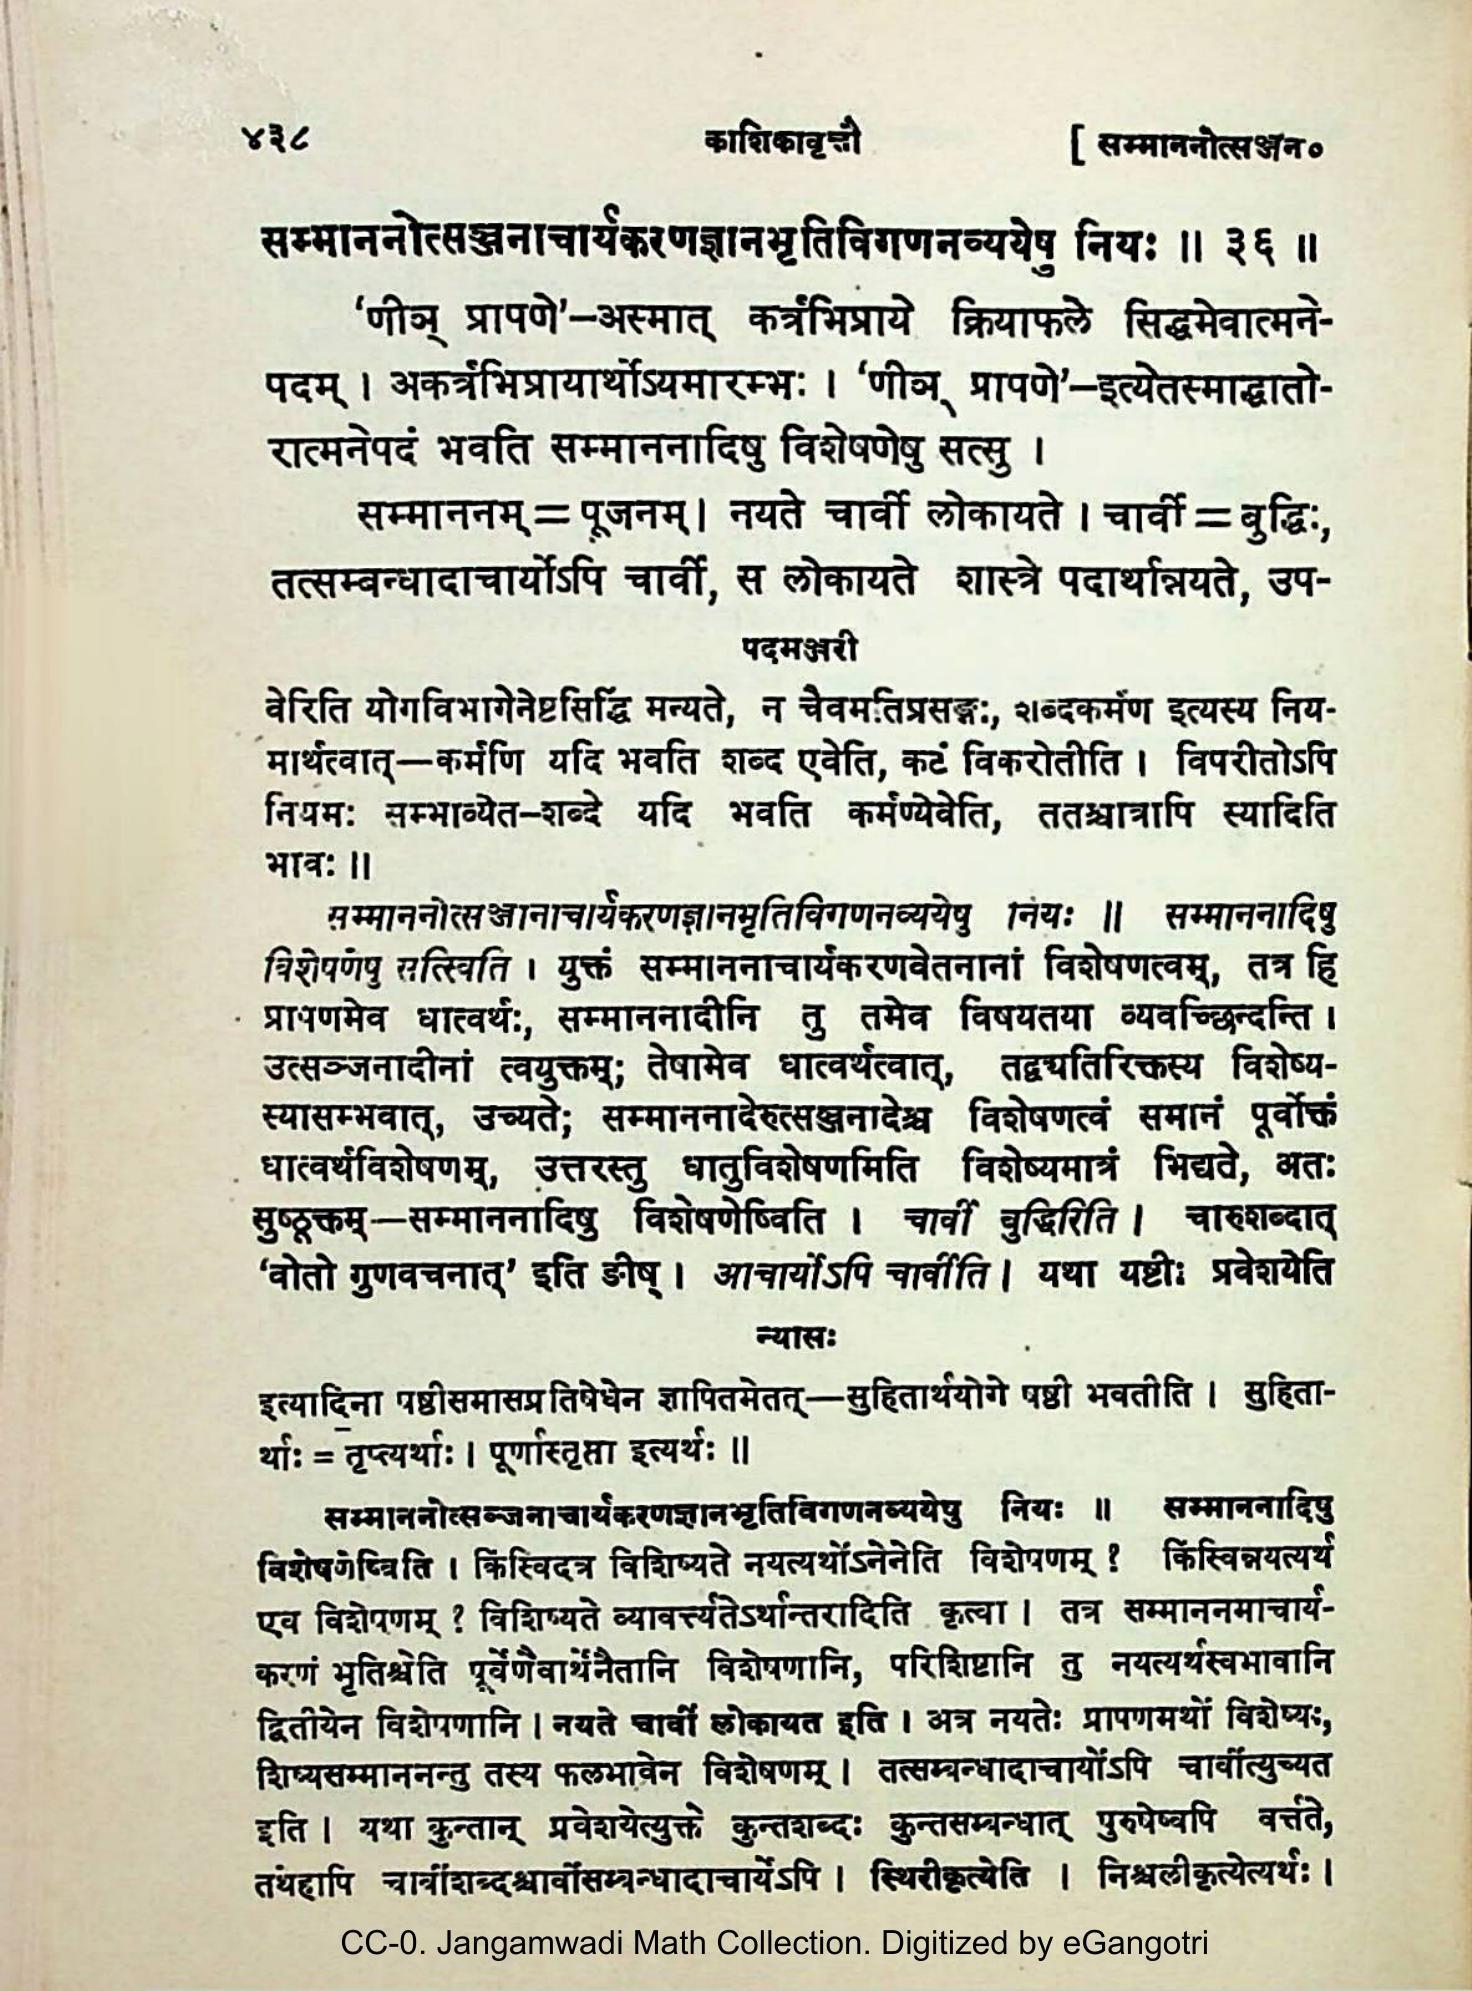 ४३८ काशिकावृत्तौ [ सम्माननोत्सञ्जन०
सम्माननोत्सञ्जनाचार्यकरणज्ञानभृतिविगणनव्ययेषु नियः ॥ ३६ ॥
‘णीञ् प्रापणे’—अस्मात् कर्त्रभिप्राये क्रियाफले सिद्धमेवात्मने-
पदम् । अकर्त्रभिप्रायार्थोऽयमारम्भः । ‘णीञ् प्रापणे’—इत्येतस्माद्धातो-
रात्मनेपदं भवति सम्माननादिषु विशेषणेषु सत्सु ।
सम्माननम् = पूजनम् । नयते चार्वी लोकायते । चार्वी = बुद्धिः,
तत्सम्बन्धादाचार्योऽपि चार्वी, स लोकायते शास्त्रे पदार्थान्नयते, उप-
पदमञ्जरी
वेरिति योगविभागेनेष्टसिद्धिं मन्यते, न चैवमतिप्रसङ्गः, शब्दकर्मण इत्यस्य निय-
मार्थत्वात्—कर्मणि यदि भवति शब्द एवेति, कटं विकरोतीति । विपरीतोऽपि
नियमः सम्भाव्येत—शब्दे यदि भवति कर्मण्येवेति, ततश्चात्रापि स्यादिति
भावः ॥
सम्माननोत्सञ्जानाचार्यकरणज्ञानभृतिविगणनव्ययेषु नियः ॥ सम्माननादिषु
विशेषणेषु सत्स्विति । युक्तं सम्माननाचार्यकरणवेतनानां विशेषणत्वम्, तत्र हि
प्रापणमेव धात्वर्थः, सम्माननादीनि तु तमेव विषयतया व्यवच्छिन्दन्ति ।
उत्सञ्जनादीनां त्वयुक्तम्; तेषामेव धात्वर्थत्वात्, तद्व्यतिरिक्तस्य विशेष्य-
स्यासम्भवात्, उच्यते; सम्माननादेरुत्सञ्जनादेश्च विशेषणत्वं समानं पूर्वोक्तं
धात्वर्थविशेषणम्, उत्तरस्तु धातुविशेषणमिति विशेष्यमात्रं भिद्यते, अतः
सुष्ठूक्तम्—सम्माननादिषु विशेषणेष्विति । चार्वी बुद्धिरिति । चारुशब्दात्
‘वोतो गुणवचनात्’ इति ङीष् । आचार्योऽपि चार्वीति । यथा यष्टीः प्रवेशयेति
न्यासः
इत्यादिना षष्ठीसमासप्रतिषेधेन ज्ञापितमेतत्—सुहितार्थयोगे षष्ठी भवतीति । सुहिता-
र्थाः = तृप्त्यर्थाः । पूर्णास्तृप्ता इत्यर्थः ॥
सम्माननोत्सञ्जनाचार्यकरणज्ञानभृतिविगणनव्ययेषु नियः ॥ सम्माननादिषु
विशेषणेष्विति । किंस्विदत्र विशिष्यते नयत्यर्थोऽनेनेति विशेषणम् ? किंस्विन्नयत्यर्थ
एव विशेषणम् ? विशिष्यते व्यावर्त्त्यतेऽर्थान्तरादिति कृत्वा । तत्र सम्माननमाचार्य-
करणं भृतिश्चेति पूर्वेणैवार्थेनैतानि विशेषणानि, परिशिष्टानि तु नयत्यर्थस्वभावानि
द्वितीयेन विशेषणानि । नयते चार्वी लोकायत इति । अत्र नयतेः प्रापणमर्थो विशेष्यः,
शिष्यसम्माननन्तु तस्य फलभावेन विशेषणम् । तत्सम्बन्धादाचार्योऽपि चार्वीत्युच्यत
इति । यथा कुन्तान् प्रवेशयेत्युक्ते कुन्तशब्दः कुन्तसम्बन्धात् पुरुषेष्वपि वर्त्तते,
तथेहापि चार्वीशब्दश्चार्वीसम्बन्धादाचार्येऽपि । स्थिरीकृत्येति । निश्चलीकृत्येत्यर्थः ।
CC-0. Jangamwadi Math Collection. Digitized by eGangotri